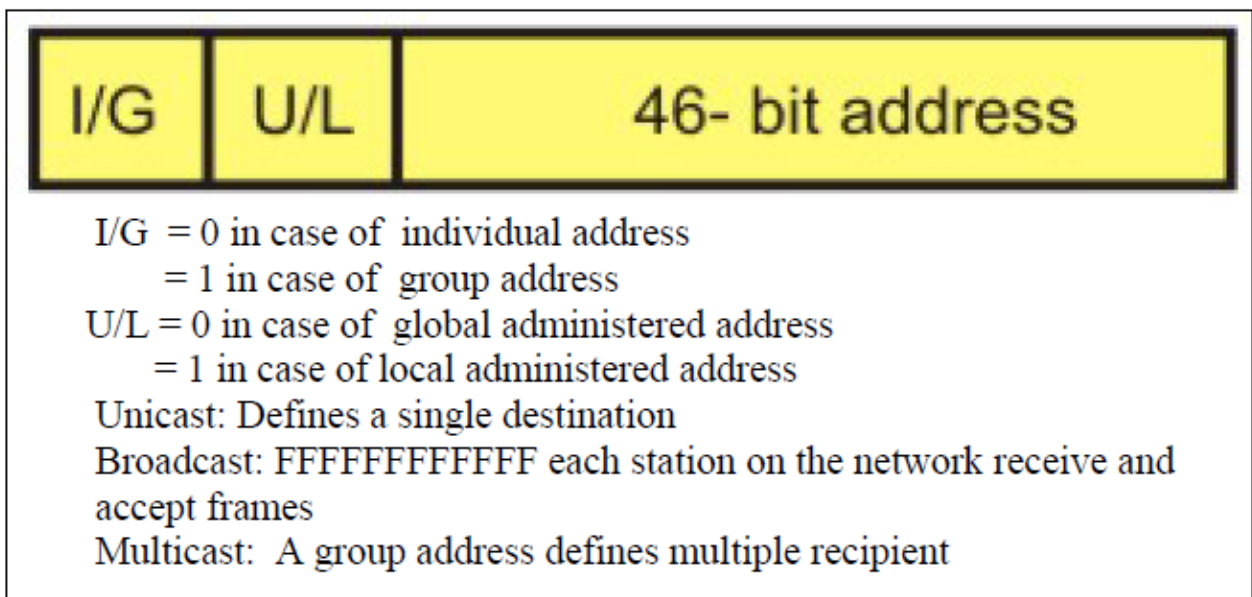 I/G U/L 46- bit address
I/G = 0 in case of individual address
= 1 in case of group address
U/L = 0 in case of global administered address
= 1 in case of local administered address
Unicast: Defines a single destination
Broadcast: FFFFFFFFFFFF each station on the network receive and
accept frames
Multicast: A group address defines multiple recipient